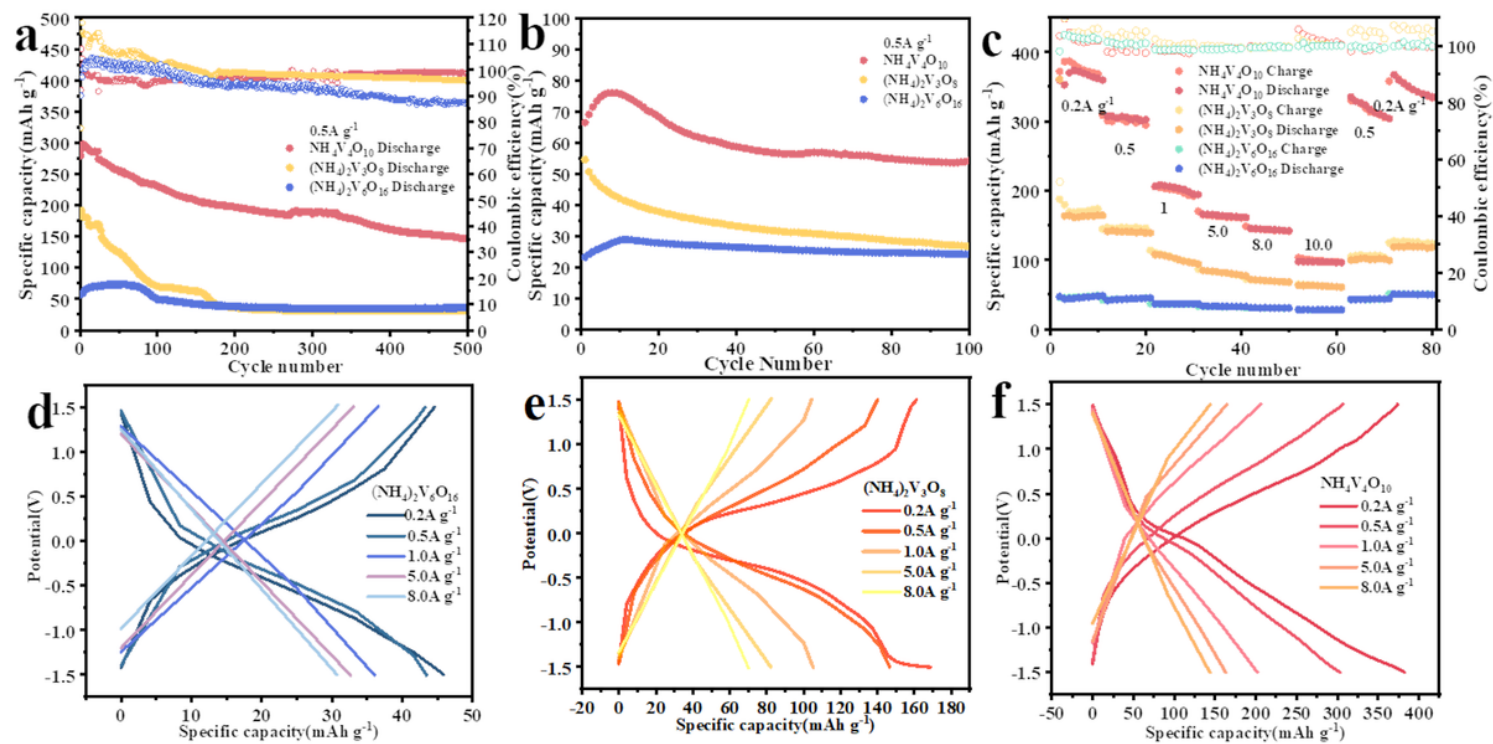 a
Specific capacity(mAh g-1)
500
450
400
350
300
250
200
150
100
50
0
0.5A g-1
NH4V4O10 Discharge
(NH4)2V3O8 Discharge
(NH4)2V6O16 Discharge
120
110
100
90
80
70
60
50
40
30
20
10
0
Coulombic efficiency(%)
0 100 200 300 400 500
Cycle number
b
Specific capacity(mAh g-1)
100
90
80
70
60
50
40
30
20
10
0
0.5A g-1
NH4V4O10
(NH4)2V3O8
(NH4)2V6O16
0 20 40 60 80 100
Cycle Number
c
Specific capacity(mAh g-1)
400
300
200
100
0
NH4V4O10 Charge
NH4V4O10 Discharge
(NH4)2V3O8 Charge
(NH4)2V3O8 Discharge
(NH4)2V6O16 Charge
(NH4)2V6O16 Discharge
0.2A g-1
0.5
1
5.0
8.0
10.0
0.5
0.2A g-1
100
80
60
40
20
0
Coulombic efficiency(%)
0 20 40 60 80
Cycle number
d
Potential(V)
1.5
1.0
0.5
0.0
-0.5
-1.0
-1.5
(NH4)2V6O16
0.2A g-1
0.5A g-1
1.0A g-1
5.0A g-1
8.0A g-1
0 10 20 30 40 50
Specific capacity(mAh g-1)
e
Potential(V)
1.5
1.0
0.5
0.0
-0.5
-1.0
-1.5
(NH4)2V3O8
0.2A g-1
0.5A g-1
1.0A g-1
5.0A g-1
8.0A g-1
-20 0 20 40 60 80 100 120 140 160 180
Specific capacity(mAh g-1)
f
Potential(V)
1.5
1.0
0.5
0.0
-0.5
-1.0
-1.5
NH4V4O10
0.2A g-1
0.5A g-1
1.0A g-1
5.0A g-1
8.0A g-1
-50 0 50 100 150 200 250 300 350 400
Specific capacity(mAh g-1)